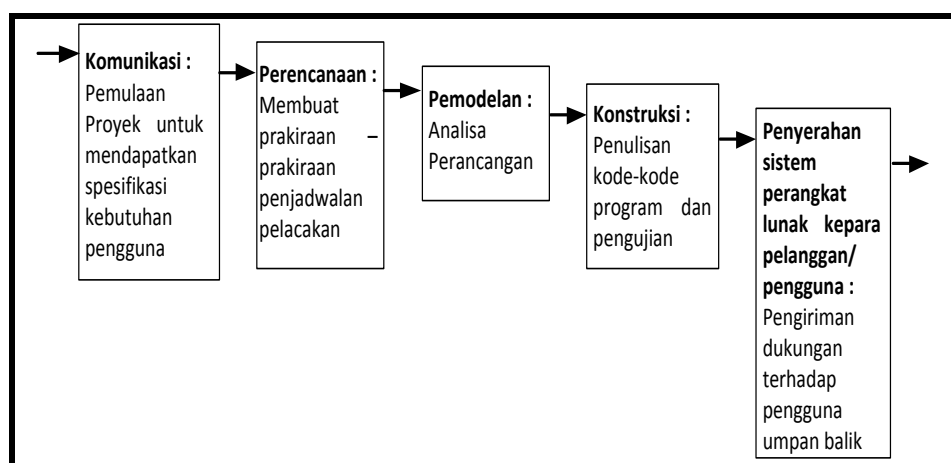 Komunikasi :
Pemulaan
Proyek untuk
mendapatkan
spesifikasi
kebutuhan
pengguna
Perencanaan :
Membuat
prakiraan –
prakiraan
penjadwalan
pelacakan
Pemodelan :
Analisa
Perancangan
Konstruksi :
Penulisan
kode-kode
program dan
pengujian
Penyerahan
sistem
perangkat
lunak kepara
pelanggan/
pengguna :
Pengiriman
dukungan
terhadap
pengguna
umpan balik